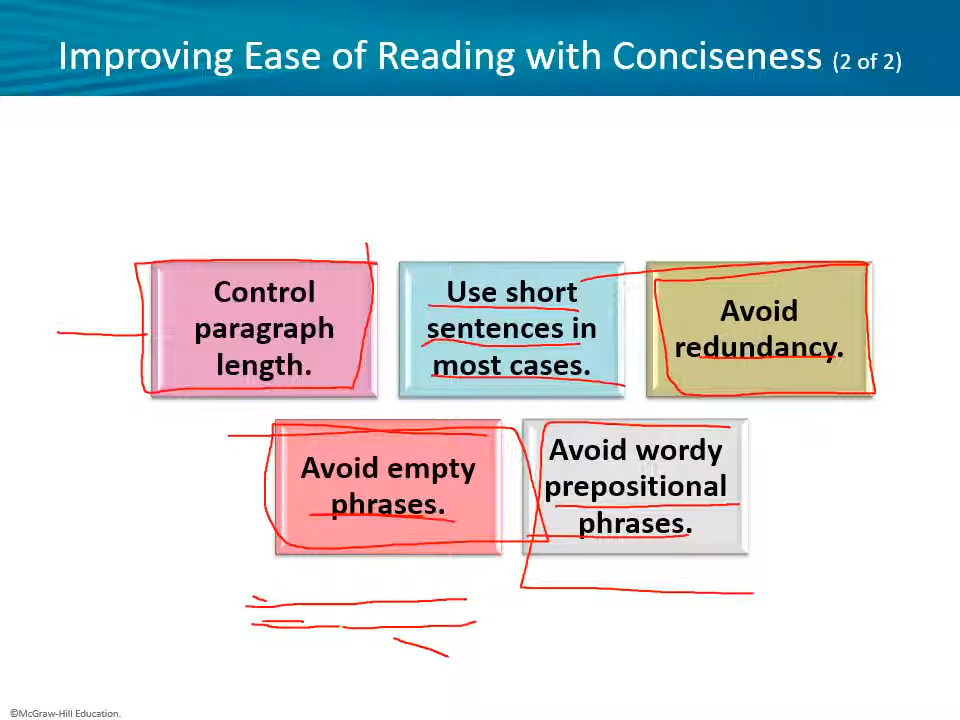 Improving Ease of Reading with Conciseness (2 of 2)
Control
paragraph
length.
Use short
sentences in
most cases.
Avoid
redundancy.
Avoid empty
phrases.
Avoid wordy
prepositional
phrases.
©McGraw-Hill Education.